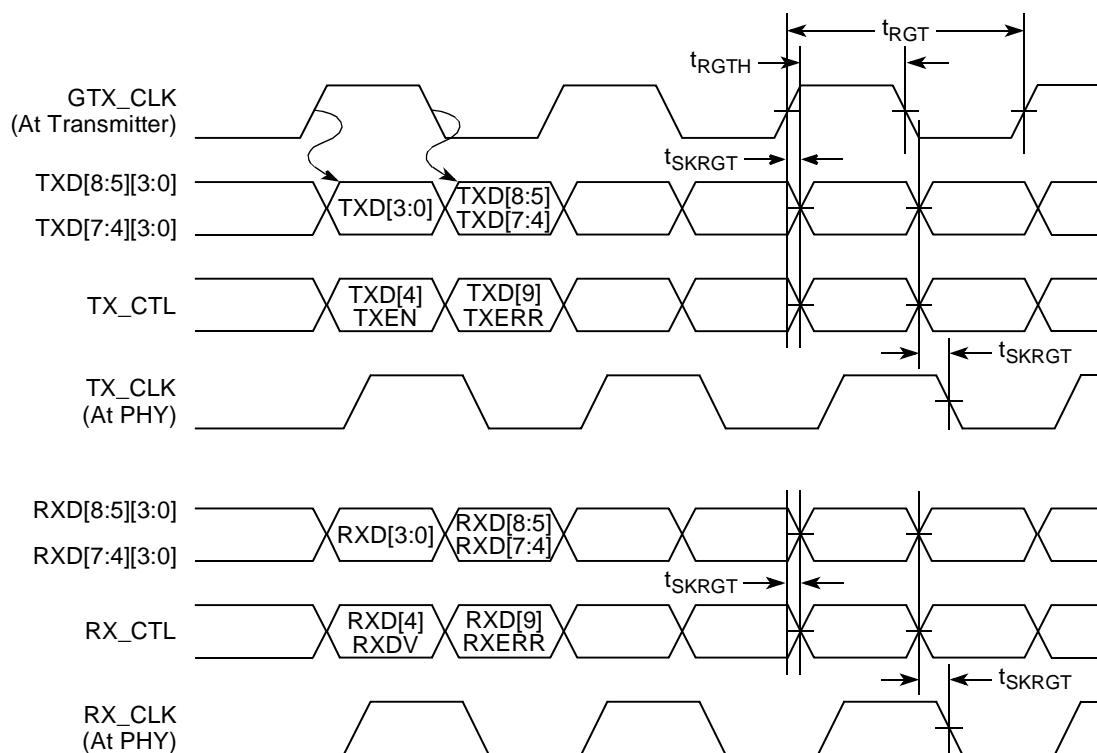 tRGT
tRGTH
GTX_CLK
(At Transmitter)
tSKRGT
TXD[8:5][3:0]
TXD[7:4][3:0]
TXD[3:0]
TXD[8:5]
TXD[7:4]
TX_CTL
TXD[4]
TXEN
TXD[9]
TXERR
tSKRGT
TX_CLK
(At PHY)
RXD[8:5][3:0]
RXD[7:4][3:0]
RXD[3:0]
RXD[8:5]
RXD[7:4]
tSKRGT
RX_CTL
RXD[4]
RXDV
RXD[9]
RXERR
tSKRGT
RX_CLK
(At PHY)